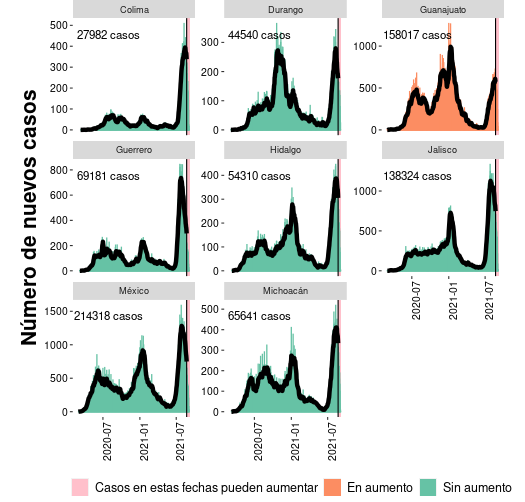 Colima
Durango
Guanajuato
27982 casos
44540 casos
158017 casos
500
400
300
200
100
0
300
200
100
0
1000
500
0
Guerrero
Hidalgo
Jalisco
69181 casos
54310 casos
138324 casos
800
600
400
200
0
400
300
200
100
0
1000
500
0
México
Michoacán
214318 casos
65641 casos
1500
1000
500
0
500
400
300
200
100
0
2020-07
2021-01
2021-07
2020-07
2021-01
2021-07
2020-07
2021-01
2021-07
Número de nuevos casos
Casos en estas fechas pueden aumentar
En aumento
Sin aumento